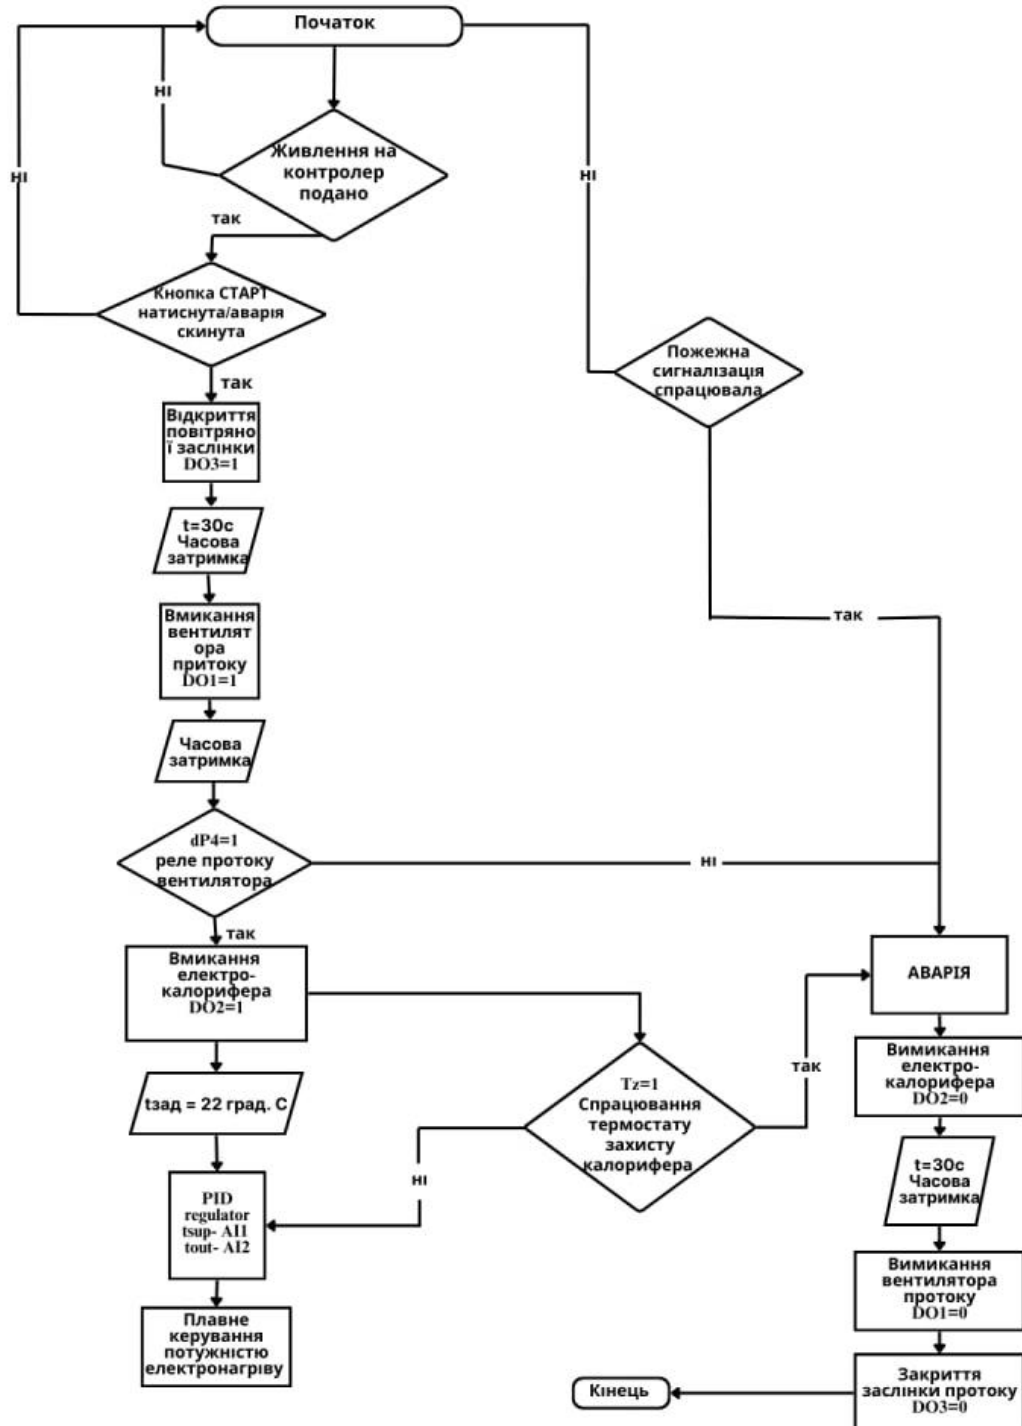 Початок
ні
Живлення на
контролер
подано
ні
ні
так
Кнопка СТАРТ
натиснута/аварія
скинута
так
Пожежна
сигналізація
спрацювала
Відкриття
повітряно
ї заслінки
DO3=1
t=30c
Часова
затримка
Вмикання
вентилят
ора
притоку
DO1=1
так
Часова
затримка
dP4=1
реле протоку
вентилятора
ні
так
Вмикання
електро-
калорифера
DO2=1
АВАРІЯ
tзад = 22 град. С
Tz=1
Спрацювання
термостату
захисту
калорифера
так
Вимикання
електро-
калорифера
DO2=0
ні
t=30c
Часова
затримка
PID
regulator
tsup- AI1
tout- AI2
Вимикання
вентилятора
протоку
DO1=0
Плавне
керування
потужністю
електронагріву
Кінець
Закриття
заслінки протоку
DO3=0